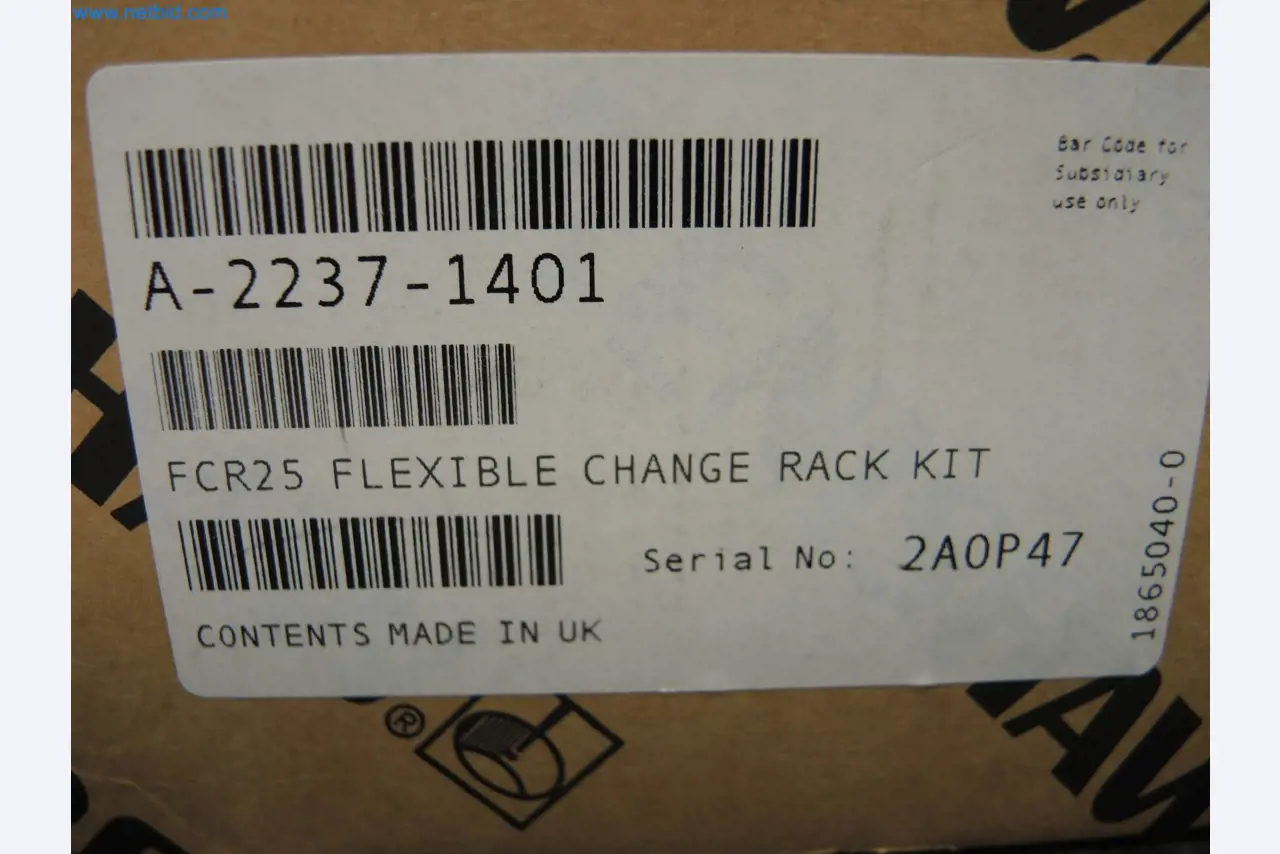 www.netbid.com
Bar Code for
Subsidiary
use only
A-2237-1401
FCR25 FLEXIBLE CHANGE RACK KIT
Serial No: 2A0P47
CONTENTS MADE IN UK
1865040-0
®